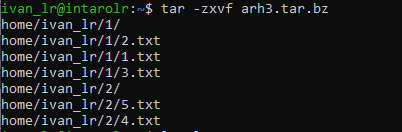 ivan_lr@intarolr:~$ tar -zxvf arh3.tar.bz
home/ivan_lr/1/
home/ivan_lr/1/2.txt
home/ivan_lr/1/1.txt
home/ivan_lr/1/3.txt
home/ivan_lr/2/
home/ivan_lr/2/5.txt
home/ivan_lr/2/4.txt